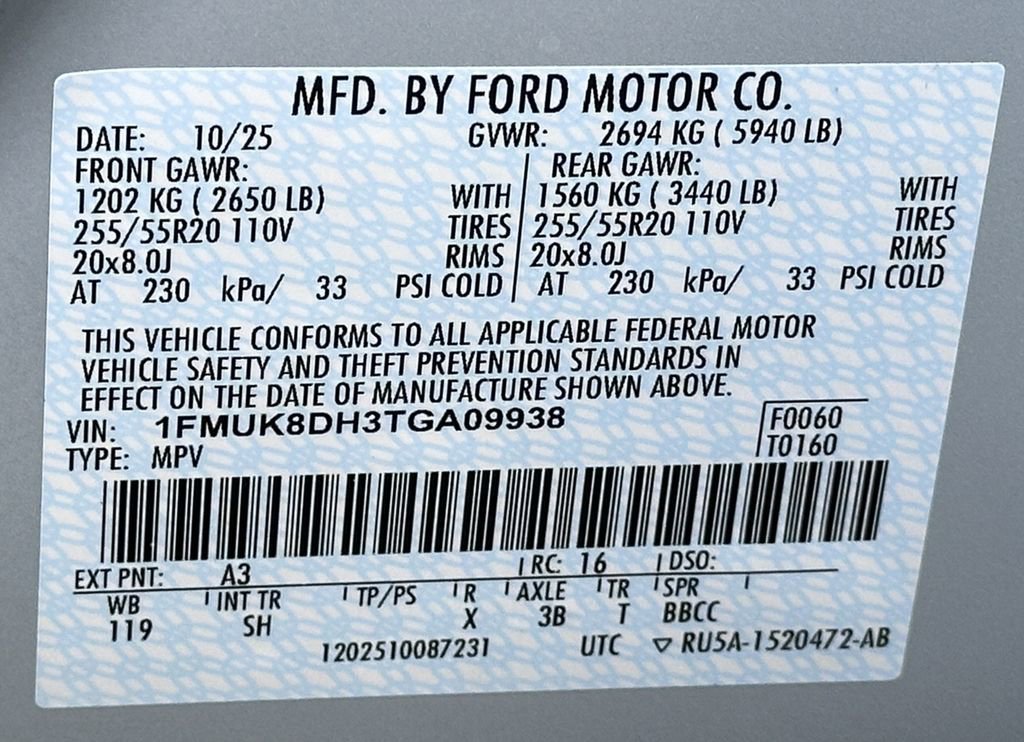 MFD. BY FORD MOTOR CO.
DATE: 10/25 GVWR: 2694 KG ( 5940 LB)
FRONT GAWR: REAR GAWR:
1202 KG ( 2650 LB) WITH 1560 KG ( 3440 LB) WITH
255/55R20 110V TIRES 255/55R20 110V TIRES
20x8.0J RIMS 20x8.0J RIMS
AT 230 kPa/ 33 PSI COLD AT 230 kPa/ 33 PSI COLD
THIS VEHICLE CONFORMS TO ALL APPLICABLE FEDERAL MOTOR
VEHICLE SAFETY AND THEFT PREVENTION STANDARDS IN
EFFECT ON THE DATE OF MANUFACTURE SHOWN ABOVE.
VIN: 1FMUK8DH3TGA09938 F0060
TYPE: MPV T0160
EXT PNT: A3 RC: 16 DSO:
WB INT TR TP/PS R AXLE TR SPR
119 SH X 3B T BBCC
1202510087231 UTC ▽ RU5A-1520472-AB